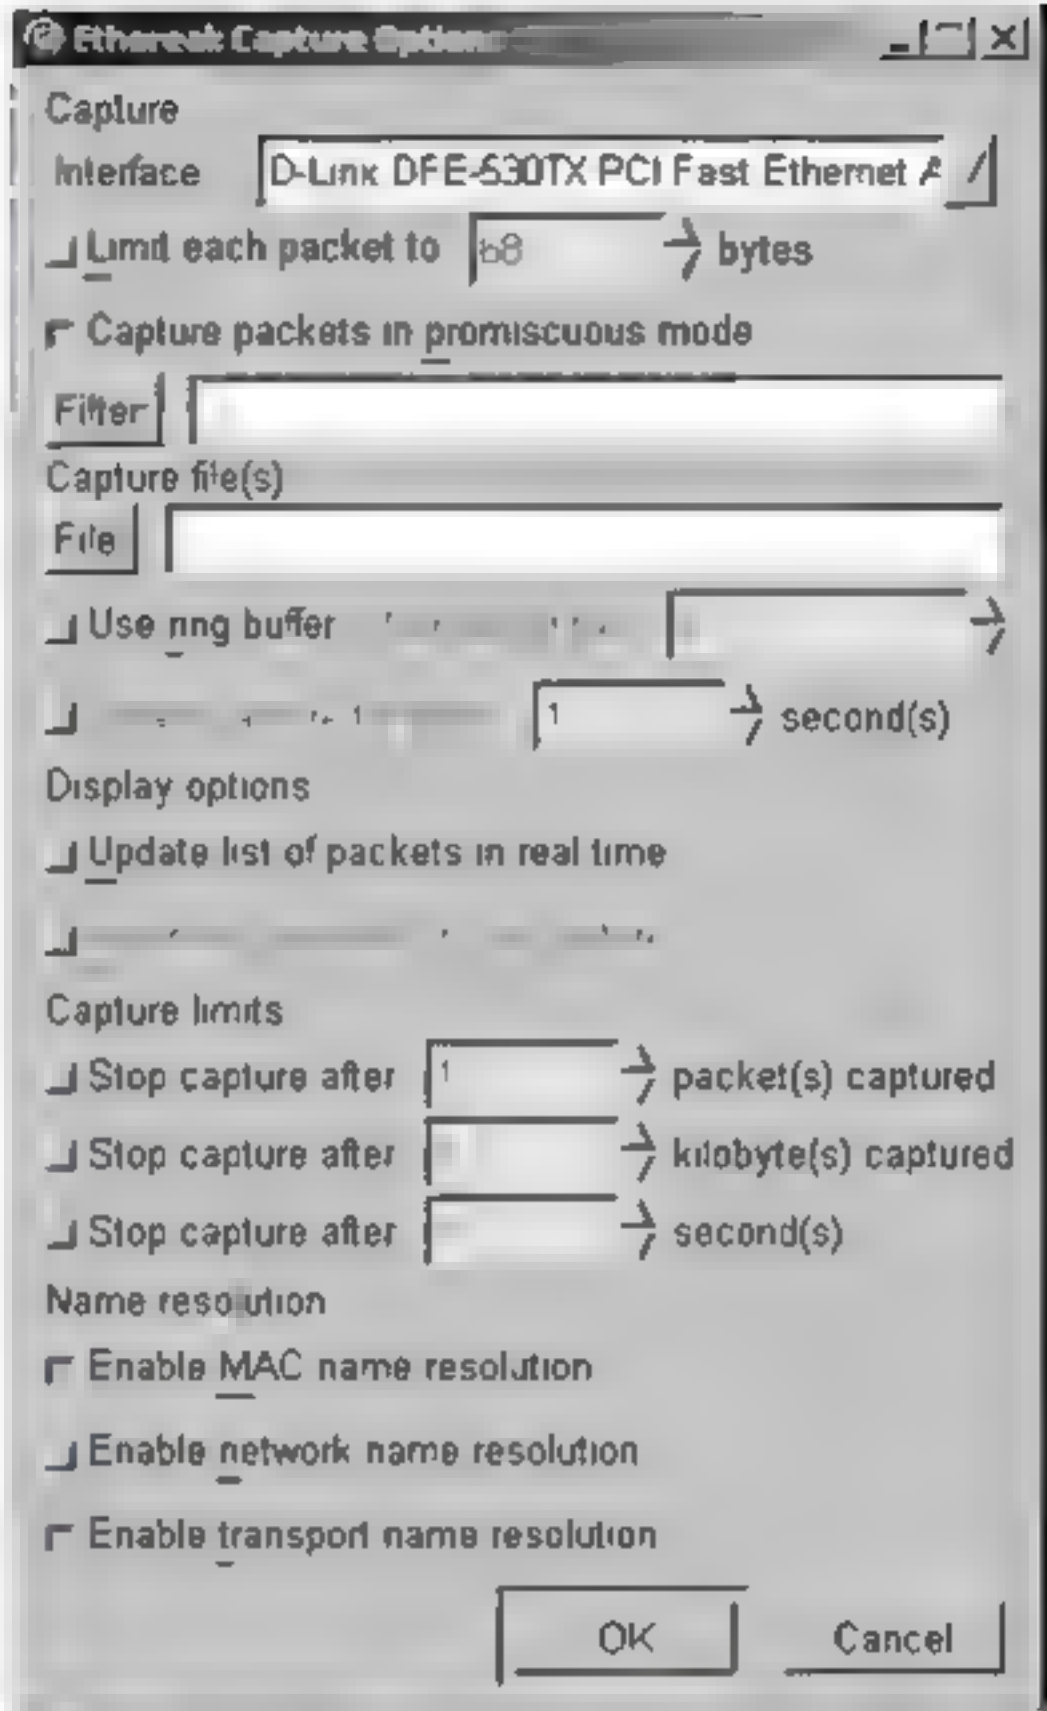 Ethereal: Capture Options
Capture
Interface D-Link DFE-530TX PCI Fast Ethernet A
Limit each packet to 68 bytes
Capture packets in promiscuous mode
Filter
Capture file(s)
File
Use ring buffer
1 second(s)
Display options
Update list of packets in real time
Capture limits
Stop capture after 1 packet(s) captured
Stop capture after kilobyte(s) captured
Stop capture after second(s)
Name resolution
Enable MAC name resolution
Enable network name resolution
Enable transport name resolution
OK Cancel